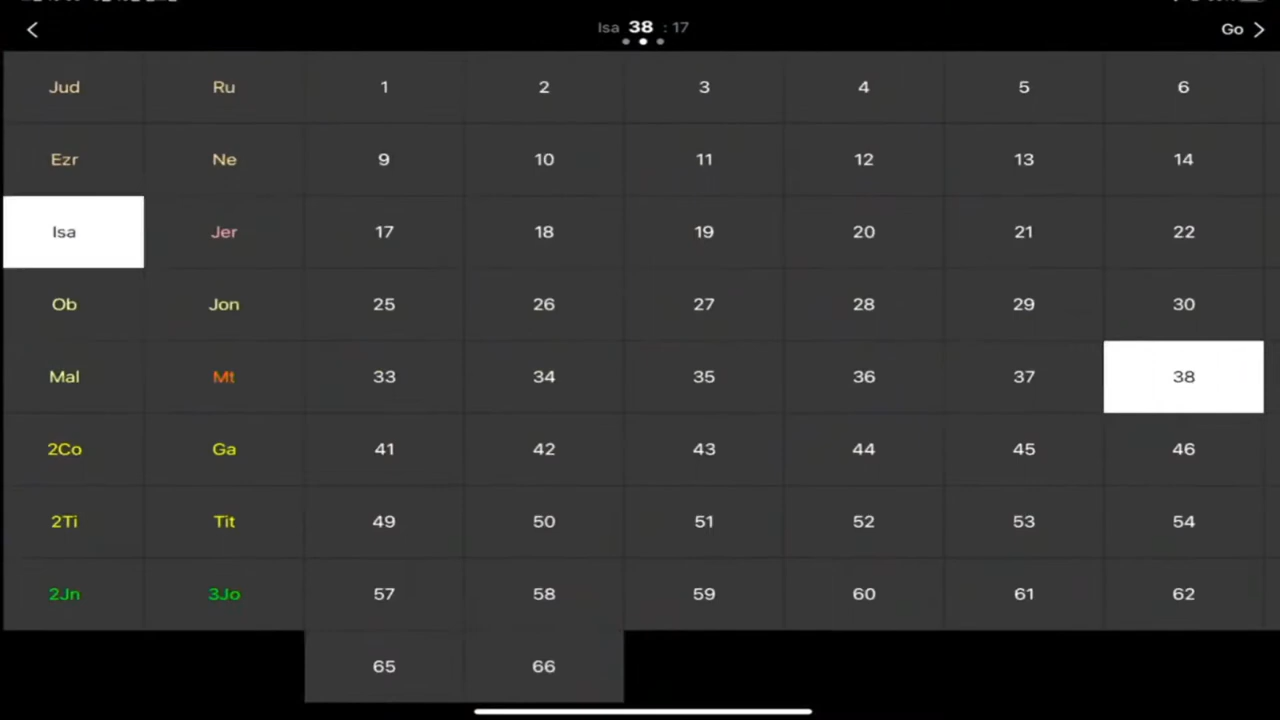 Isa 38 : 17
Go
Jud Ru 1 2 3 4 5 6
Ezr Ne 9 10 11 12 13 14
Isa Jer 17 18 19 20 21 22
Ob Jon 25 26 27 28 29 30
Mal Mt 33 34 35 36 37 38
2Co Ga 41 42 43 44 45 46
2Ti Tit 49 50 51 52 53 54
2Jn 3Jo 57 58 59 60 61 62
65 66